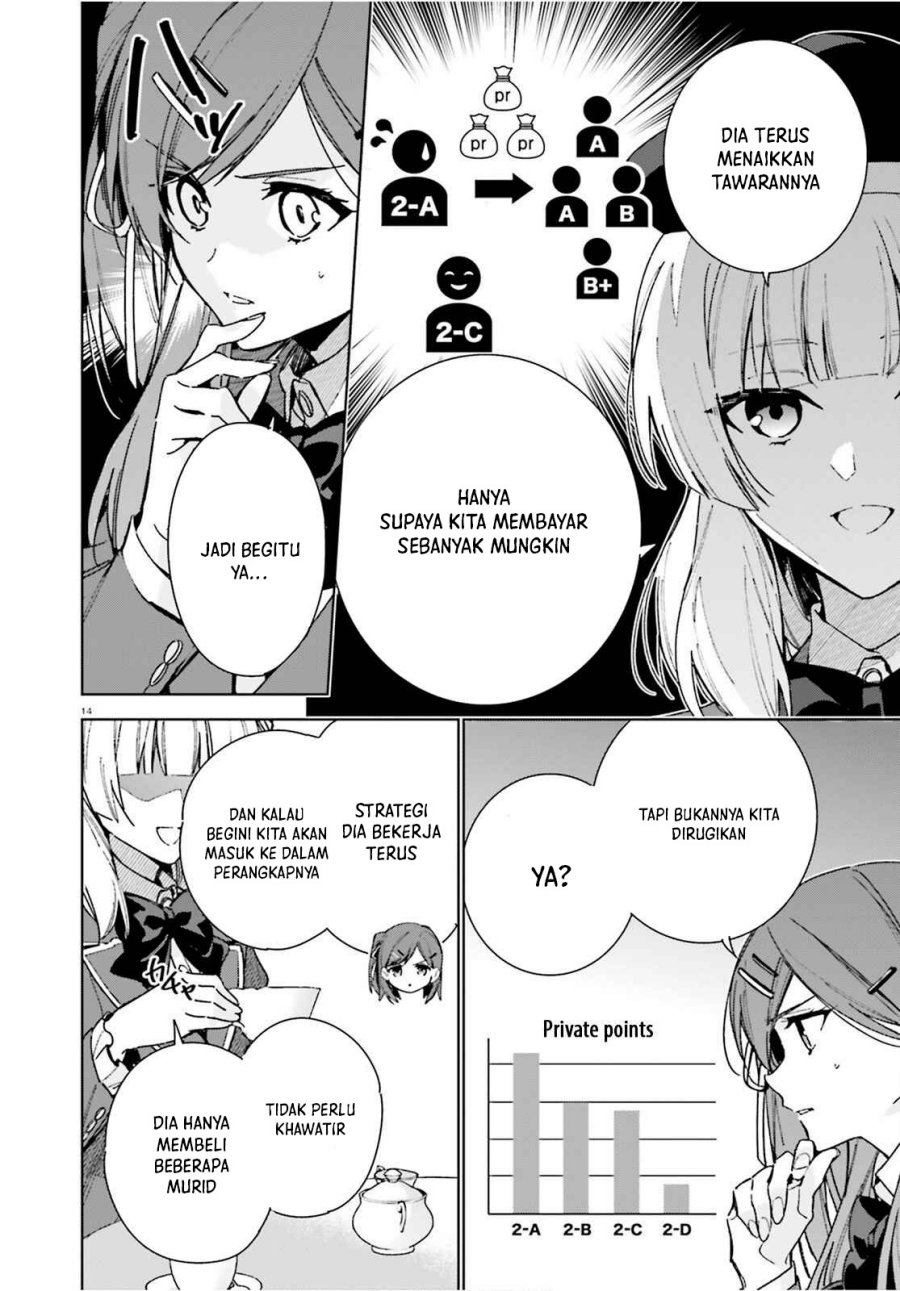 DIA TERUS
MENAIKKAN
TAWARANNYA
pr
pr
pr
2-A
A
A
B
B+
2-C
HANYA
SUPAYA KITA MEMBAYAR
SEBANYAK MUNGKIN
JADI BEGITU
YA...
14
TAPI BUKANNYA KITA
DIRUGIKAN
YA?
Private points
2-A
2-B
2-C
2-D
STRATEGI
DIA BEKERJA
TERUS
DAN KALAU
BEGINI KITA AKAN
MASUK KE DALAM
PERANGKAPNYA
TIDAK PERLU
KHAWATIR
DIA HANYA
MEMBELI
BEBERAPA
MURID